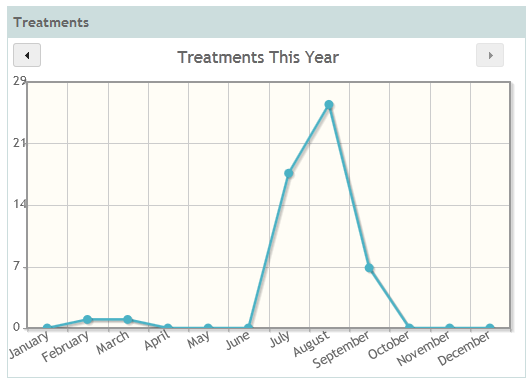 Treatments
Treatments This Year
29
21
14
7
0
January
February
March
April
May
June
July
August
September
October
November
December